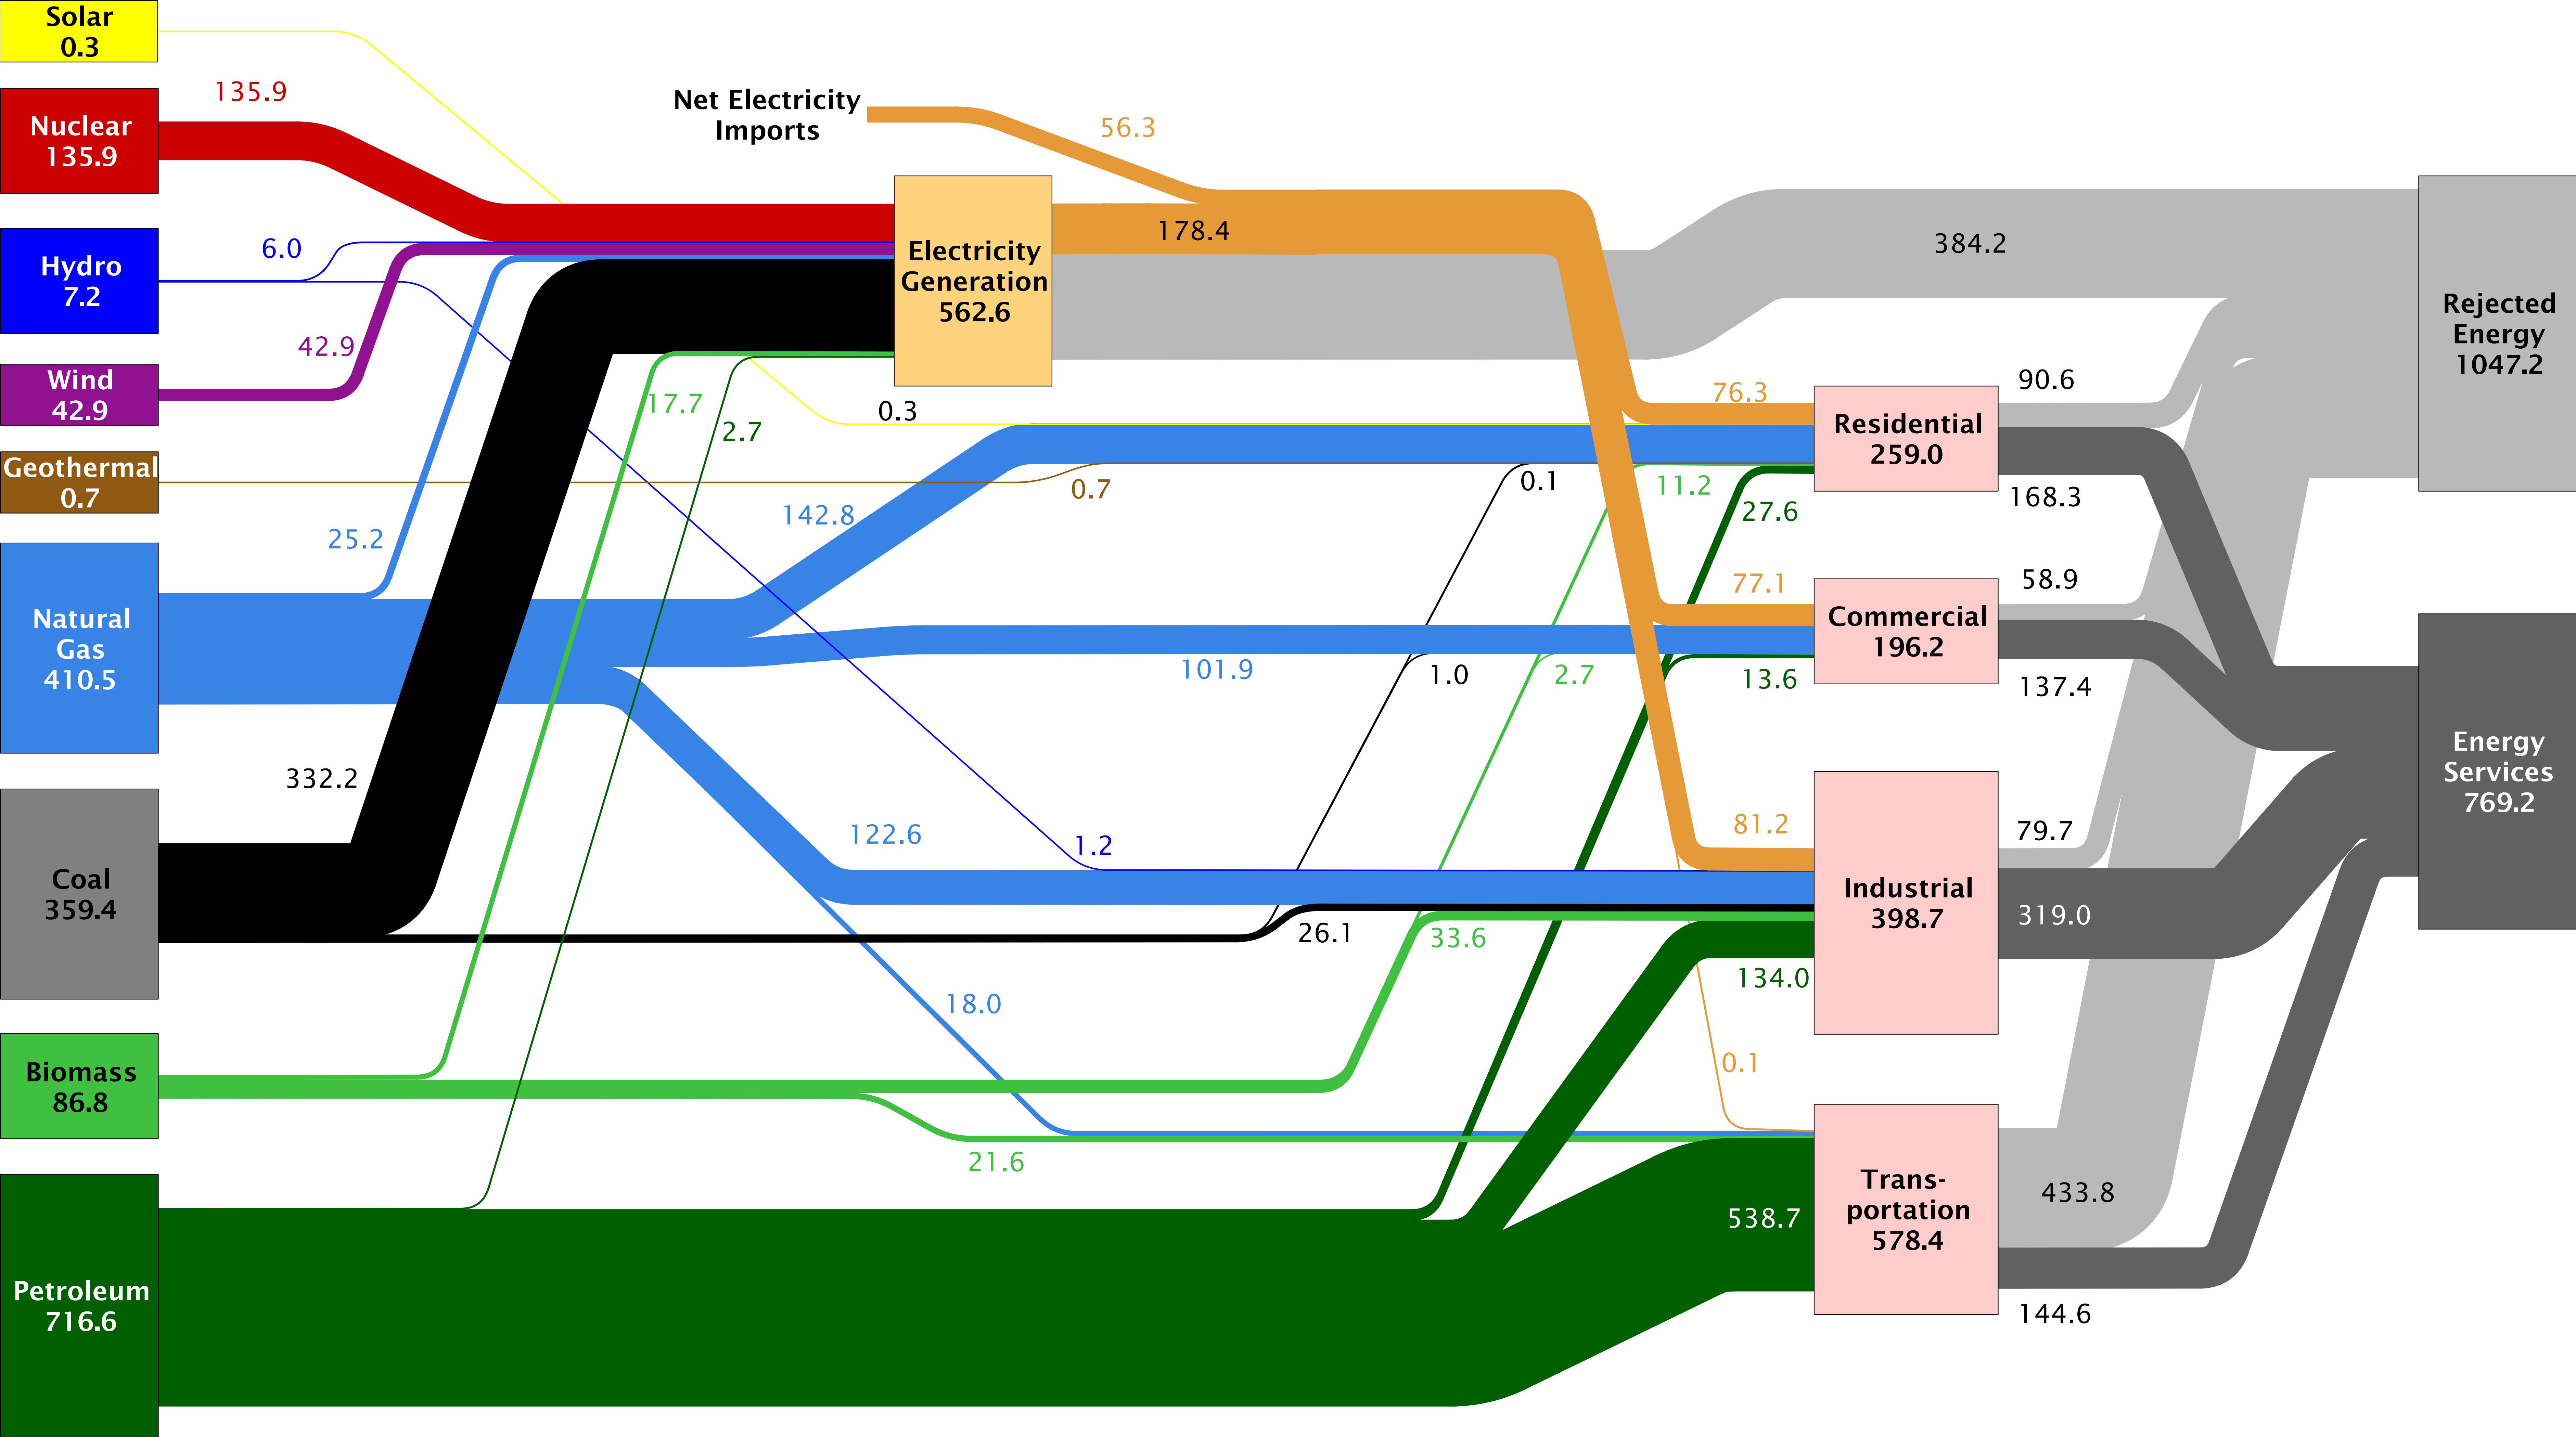 Solar
0.3
Nuclear
135.9
135.9
Net Electricity
Imports
56.3
Hydro
7.2
6.0
Wind
42.9
42.9
Geothermal
0.7
25.2
Natural
Gas
410.5
Coal
359.4
332.2
Biomass
86.8
Petroleum
716.6
17.7
2.7
Electricity
Generation
562.6
178.4
0.3
0.7
142.8
101.9
122.6
1.2
18.0
21.6
26.1
0.1
1.0
11.2
2.7
33.6
76.3
27.6
77.1
13.6
81.2
134.0
0.1
538.7
Residential
259.0
Commercial
196.2
Industrial
398.7
Trans-
portation
578.4
384.2
90.6
168.3
58.9
137.4
79.7
319.0
433.8
144.6
Rejected
Energy
1047.2
Energy
Services
769.2